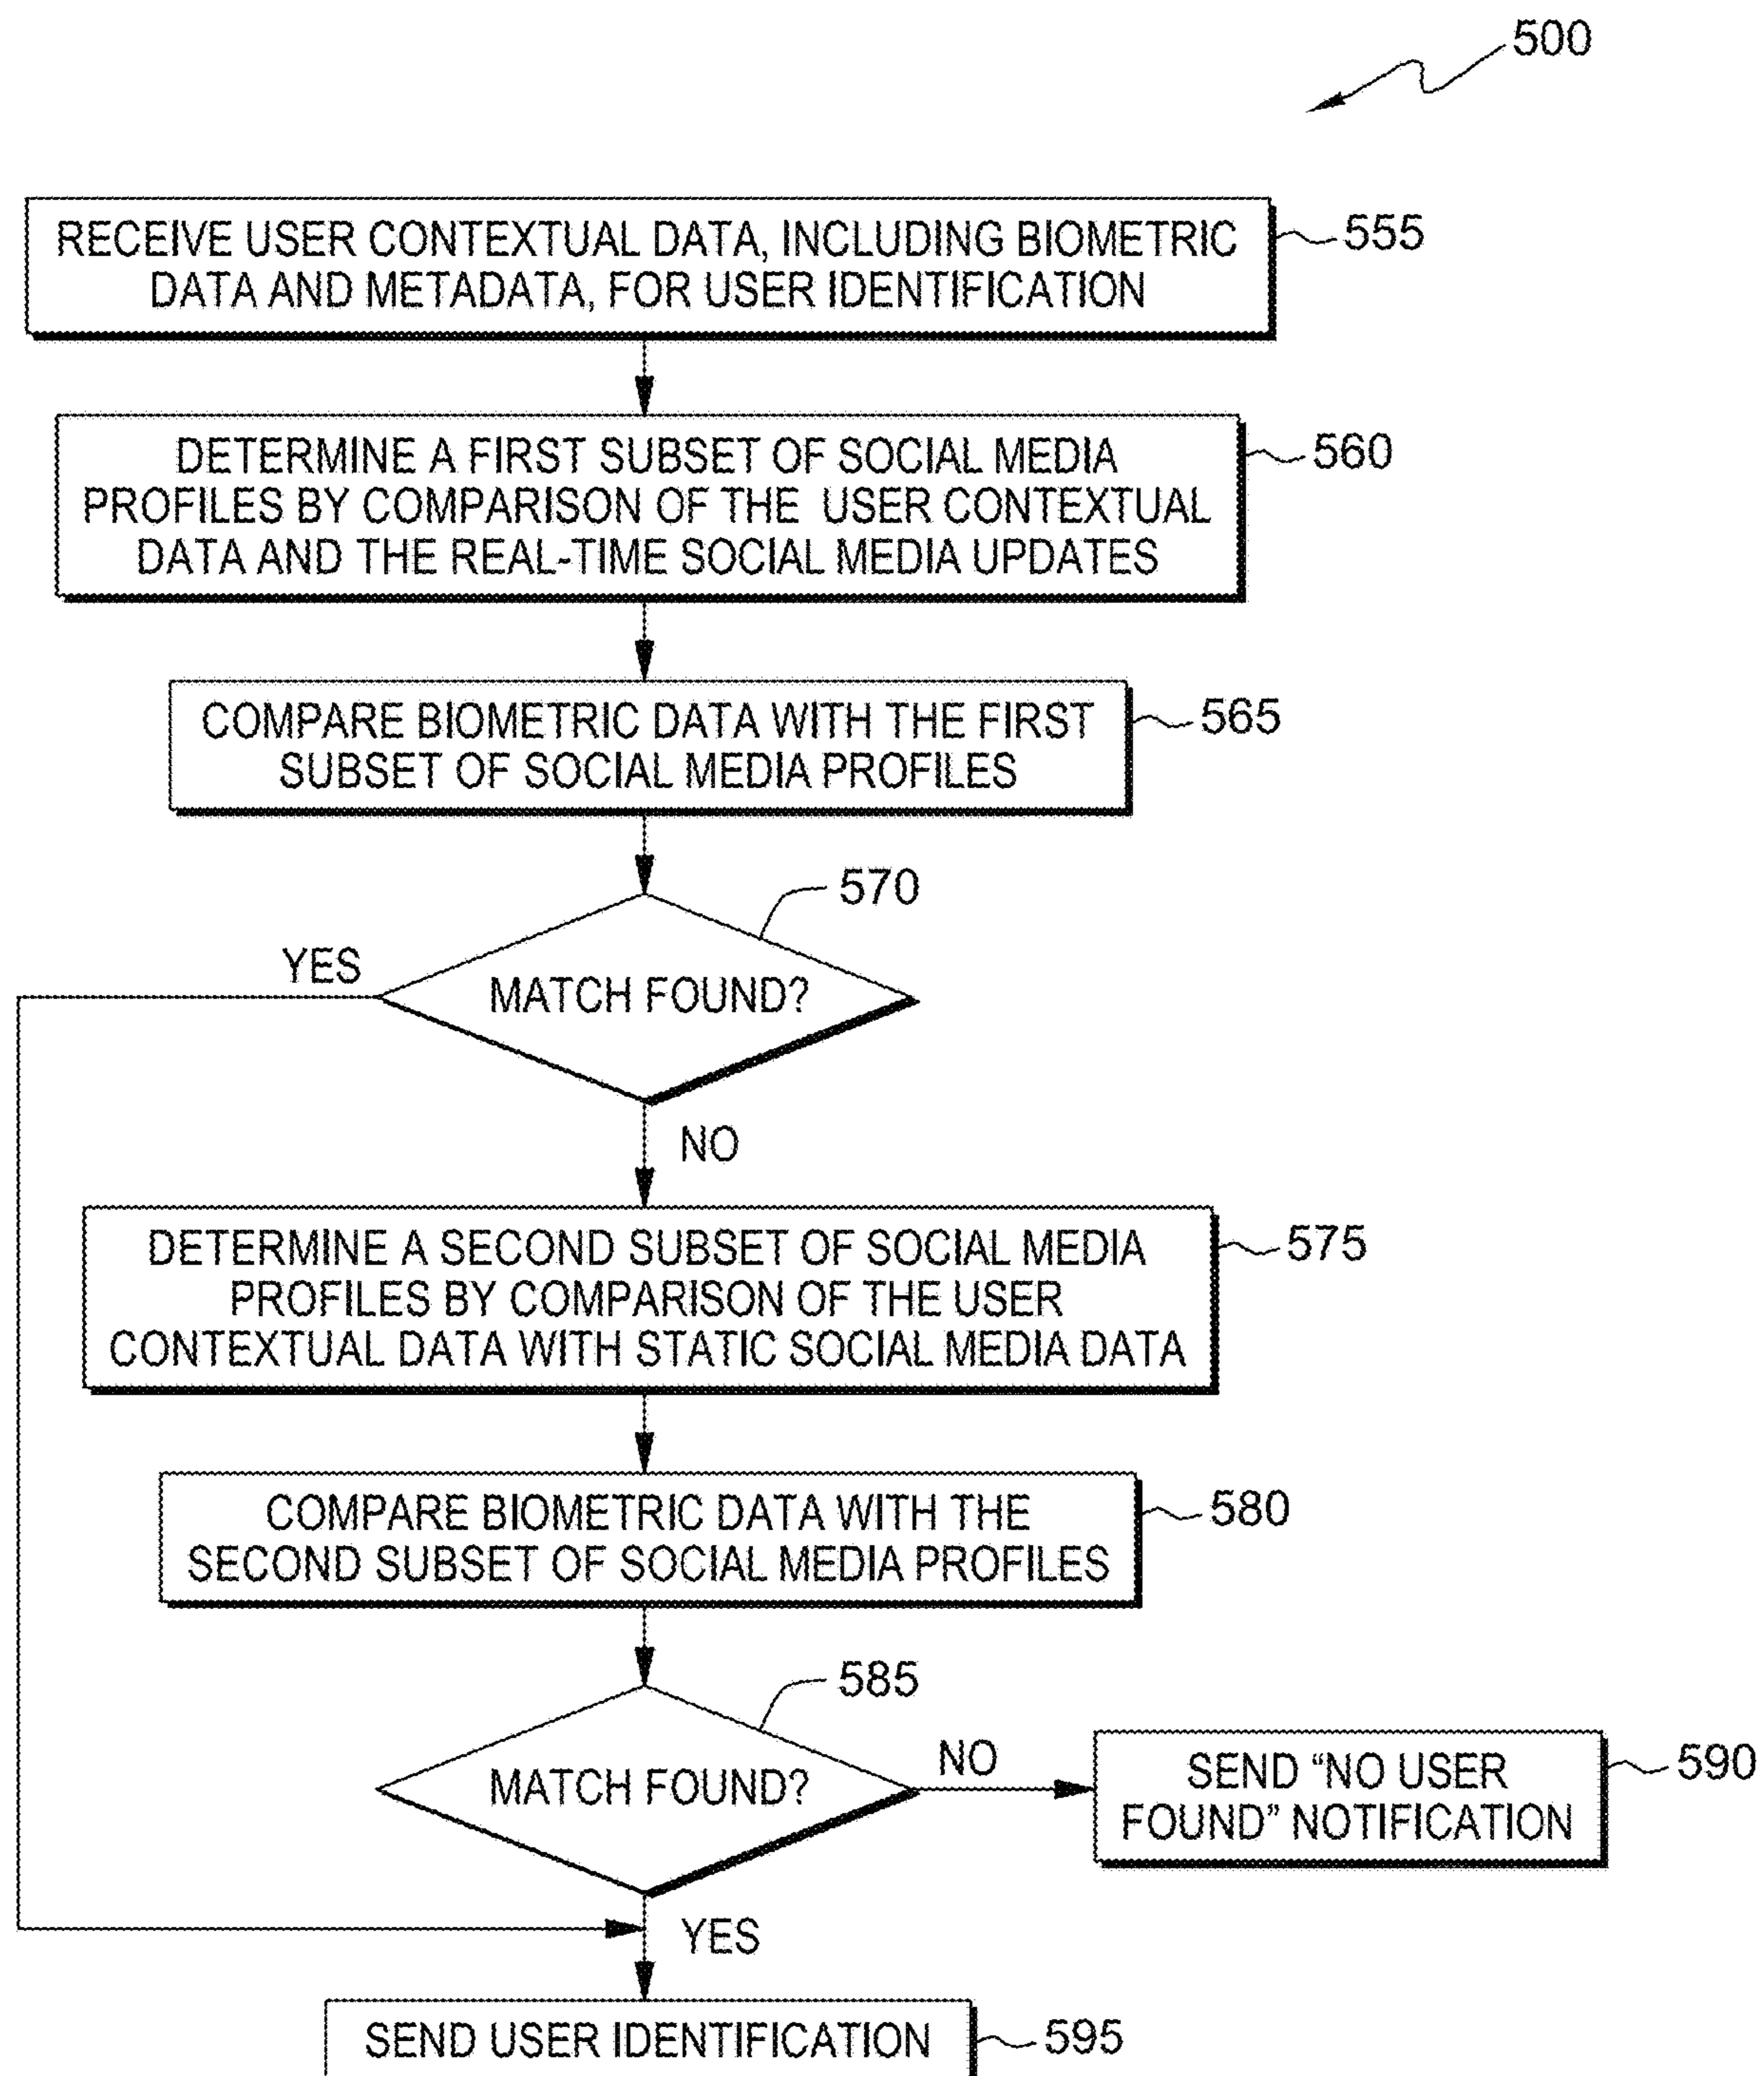 500
RECEIVE USER CONTEXTUAL DATA, INCLUDING BIOMETRIC
DATA AND METADATA, FOR USER IDENTIFICATION
555
DETERMINE A FIRST SUBSET OF SOCIAL MEDIA
PROFILES BY COMPARISON OF THE USER CONTEXTUAL
DATA AND THE REAL-TIME SOCIAL MEDIA UPDATES
560
COMPARE BIOMETRIC DATA WITH THE FIRST
SUBSET OF SOCIAL MEDIA PROFILES
565
570
YES
MATCH FOUND?
NO
DETERMINE A SECOND SUBSET OF SOCIAL MEDIA
PROFILES BY COMPARISON OF THE USER
CONTEXTUAL DATA WITH STATIC SOCIAL MEDIA DATA
575
COMPARE BIOMETRIC DATA WITH THE
SECOND SUBSET OF SOCIAL MEDIA PROFILES
580
585
MATCH FOUND?
NO
SEND “NO USER
FOUND” NOTIFICATION
590
YES
SEND USER IDENTIFICATION
595